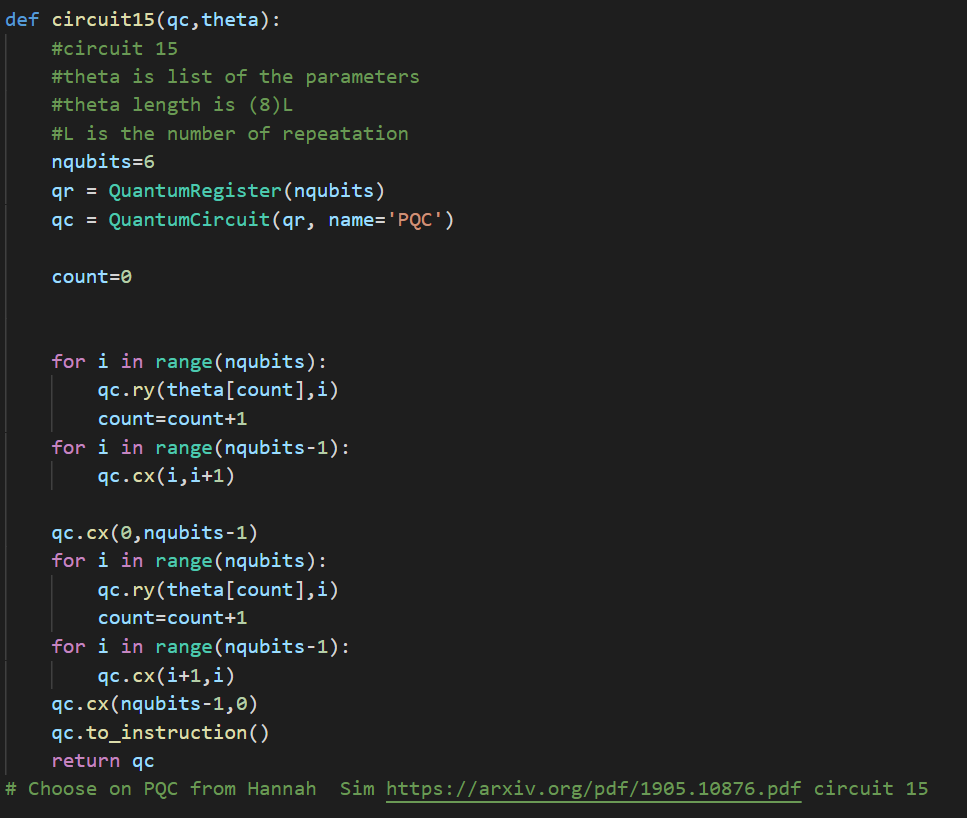 def circuit15(qc,theta):
    #circuit 15
    #theta is list of the parameters
    #theta length is (8)L
    #L is the number of repeatation
    nqubits=6
    qr = QuantumRegister(nqubits)
    qc = QuantumCircuit(qr, name='PQC')
    count=0
    for i in range(nqubits):
        qc.ry(theta[count],i)
        count=count+1
    for i in range(nqubits-1):
        qc.cx(i,i+1)
    qc.cx(0,nqubits-1)
    for i in range(nqubits):
        qc.ry(theta[count],i)
        count=count+1
    for i in range(nqubits-1):
        qc.cx(i+1,i)
    qc.cx(nqubits-1,0)
    qc.to_instruction()
    return qc
# Choose on PQC from Hannah  Sim https://arxiv.org/pdf/1905.10876.pdf circuit 15